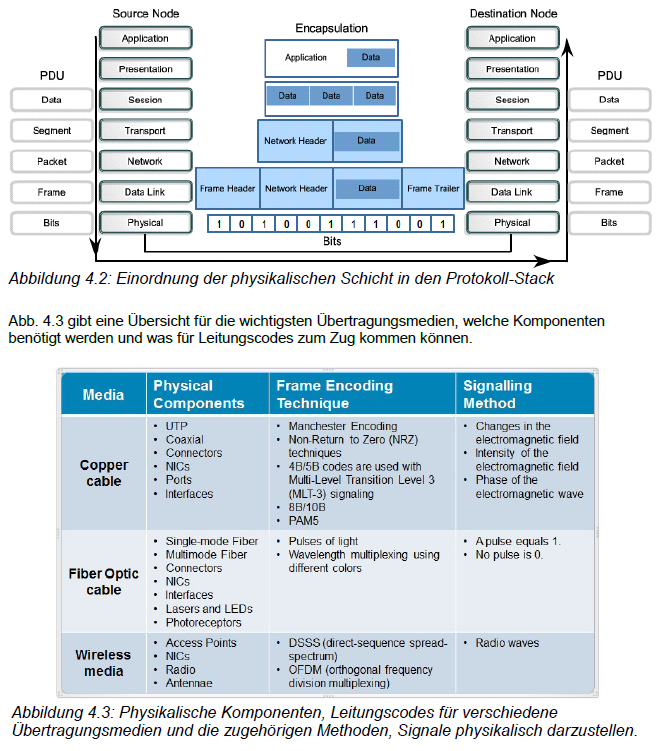 Source Node
Encapsulation
Destination Node
Application
Application
Data
Application
Presentation
Presentation
PDU
PDU
Data
Session
Data
Data
Data
Session
Data
Segment
Transport
Network Header
Data
Transport
Segment
Packet
Network
Network
Packet
Frame
Data Link
Frame Header
Network Header
Data
Frame Trailer
Data Link
Frame
Bits
Physical
1 0 1 1 0 0 1 1 1 0 0 1
Physical
Bits
Bits
Abbildung 4.2: Einordnung der physikalischen Schicht in den Protokoll-Stack
Abb. 4.3 gibt eine Übersicht für die wichtigsten Übertragungsmedien, welche Komponenten
benötigt werden und was für Leitungscodes zum Zug kommen können.
Media
Physical
Components
Frame Encoding
Technique
Signalling
Method
Copper
cable
• UTP
• Coaxial
• Connectors
• NICs
• Ports
• Interfaces
• Manchester Encoding
• Non-Return to Zero (NRZ)
techniques
• 4B/5B codes are used with
Multi-Level Transition Level 3
(MLT-3) signaling
• 8B/10B
• PAM5
• Changes in the
electromagnetic field
• Intensity of the
electromagnetic field
• Phase of the
electromagnetic wave
Fiber Optic
cable
• Single-mode Fiber
• Multimode Fiber
• Connectors
• NICs
• Interfaces
• Lasers and LEDs
• Photoreceptors
• Pulses of light
• Wavelength multiplexing using
different colors
• A pulse equals 1.
• No pulse is 0.
Wireless
media
• Access Points
• NICs
• Radio
• Antennae
• DSSS (direct-sequence spread-
spectrum)
• OFDM (orthogonal frequency
division multiplexing)
• Radio waves
Abbildung 4.3: Physikalische Komponenten, Leitungscodes für verschiedene
Übertragungsmedien und die zugehörigen Methoden, Signale physikalisch darzustellen.